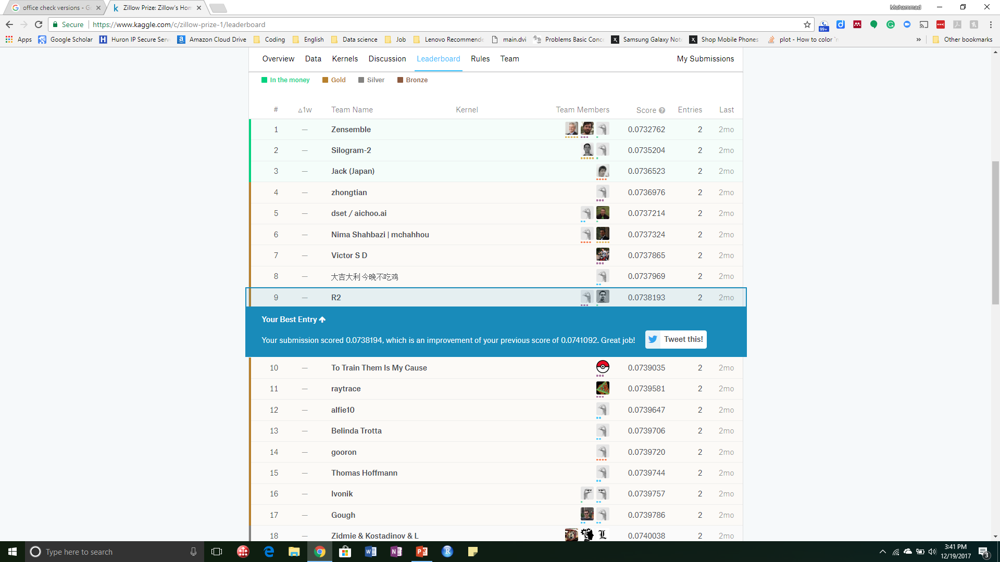 office check versions - G
Zillow Prize: Zillow's Hom
Mohammad
Secure https://www.kaggle.com/c/zillow-prize-1/leaderboard
99+
Apps Google Scholar Huron IP Secure Serv Amazon Cloud Drive Coding English Data science Job Lenovo Recommende main.dvi Problems Basic Conc Samsung Galaxy Not Shop Mobile Phones plot - How to color 'n » Other bookmarks
Overview Data Kernels Discussion Leaderboard Rules Team My Submissions
In the money Gold Silver Bronze
# △1w Team Name Kernel Team Members Score ? Entries Last
1 — Zensemble 0.0732762 2 2mo
2 — Silogram-2 0.0735204 2 2mo
3 — Jack (Japan) 0.0736523 2 2mo
4 — zhongtian 0.0736976 2 2mo
5 — dset / aichoo.ai 0.0737214 2 2mo
6 — Nima Shahbazi | mchahhou 0.0737324 2 2mo
7 — Victor S D 0.0737865 2 2mo
8 — 大吉大利 今晚不吃鸡 0.0737969 2 2mo
9 — R2 0.0738193 2 2mo
Your Best Entry ↑
Your submission scored 0.0738194, which is an improvement of your previous score of 0.0741092. Great job! Tweet this!
10 — To Train Them Is My Cause 0.0739035 2 2mo
11 — raytrace 0.0739581 2 2mo
12 — alfie10 0.0739647 2 2mo
13 — Belinda Trotta 0.0739706 2 2mo
14 — gooron 0.0739720 2 2mo
15 — Thomas Hoffmann 0.0739744 2 2mo
16 — Ivonik 0.0739757 2 2mo
17 — Gough 0.0739786 2 2mo
18 — Zidmie & Kostadinov & L 0.0740038 2 2mo
Type here to search
3:41 PM
12/19/2017
3